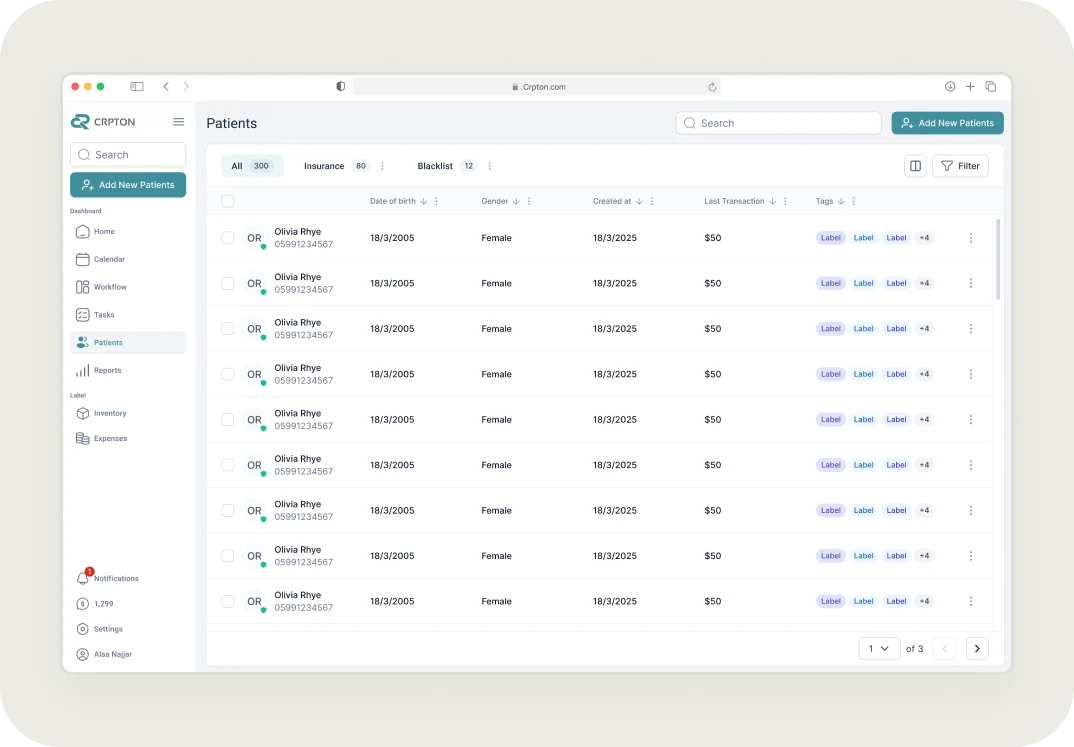 Crpton.com
CRPTON
Search
Add New Patients
Dashboard
Home
Calendar
Workflow
Tasks
Patients
Reports
Label
Inventory
Expenses
1
Notifications
1,299
Settings
Alaa Najjar
Patients
Search
Add New Patients
All 300 Insurance 80 Blacklist 12
Filter
Date of birth Gender Created at Last Transaction Tags
OR Olivia Rhye 18/3/2005 Female 18/3/2025 $50 Label Label Label +4
05991234567
OR Olivia Rhye 18/3/2005 Female 18/3/2025 $50 Label Label Label +4
05991234567
OR Olivia Rhye 18/3/2005 Female 18/3/2025 $50 Label Label Label +4
05991234567
OR Olivia Rhye 18/3/2005 Female 18/3/2025 $50 Label Label Label +4
05991234567
OR Olivia Rhye 18/3/2005 Female 18/3/2025 $50 Label Label Label +4
05991234567
OR Olivia Rhye 18/3/2005 Female 18/3/2025 $50 Label Label Label +4
05991234567
OR Olivia Rhye 18/3/2005 Female 18/3/2025 $50 Label Label Label +4
05991234567
OR Olivia Rhye 18/3/2005 Female 18/3/2025 $50 Label Label Label +4
05991234567
OR Olivia Rhye 18/3/2005 Female 18/3/2025 $50 Label Label Label +4
05991234567
1 of 3